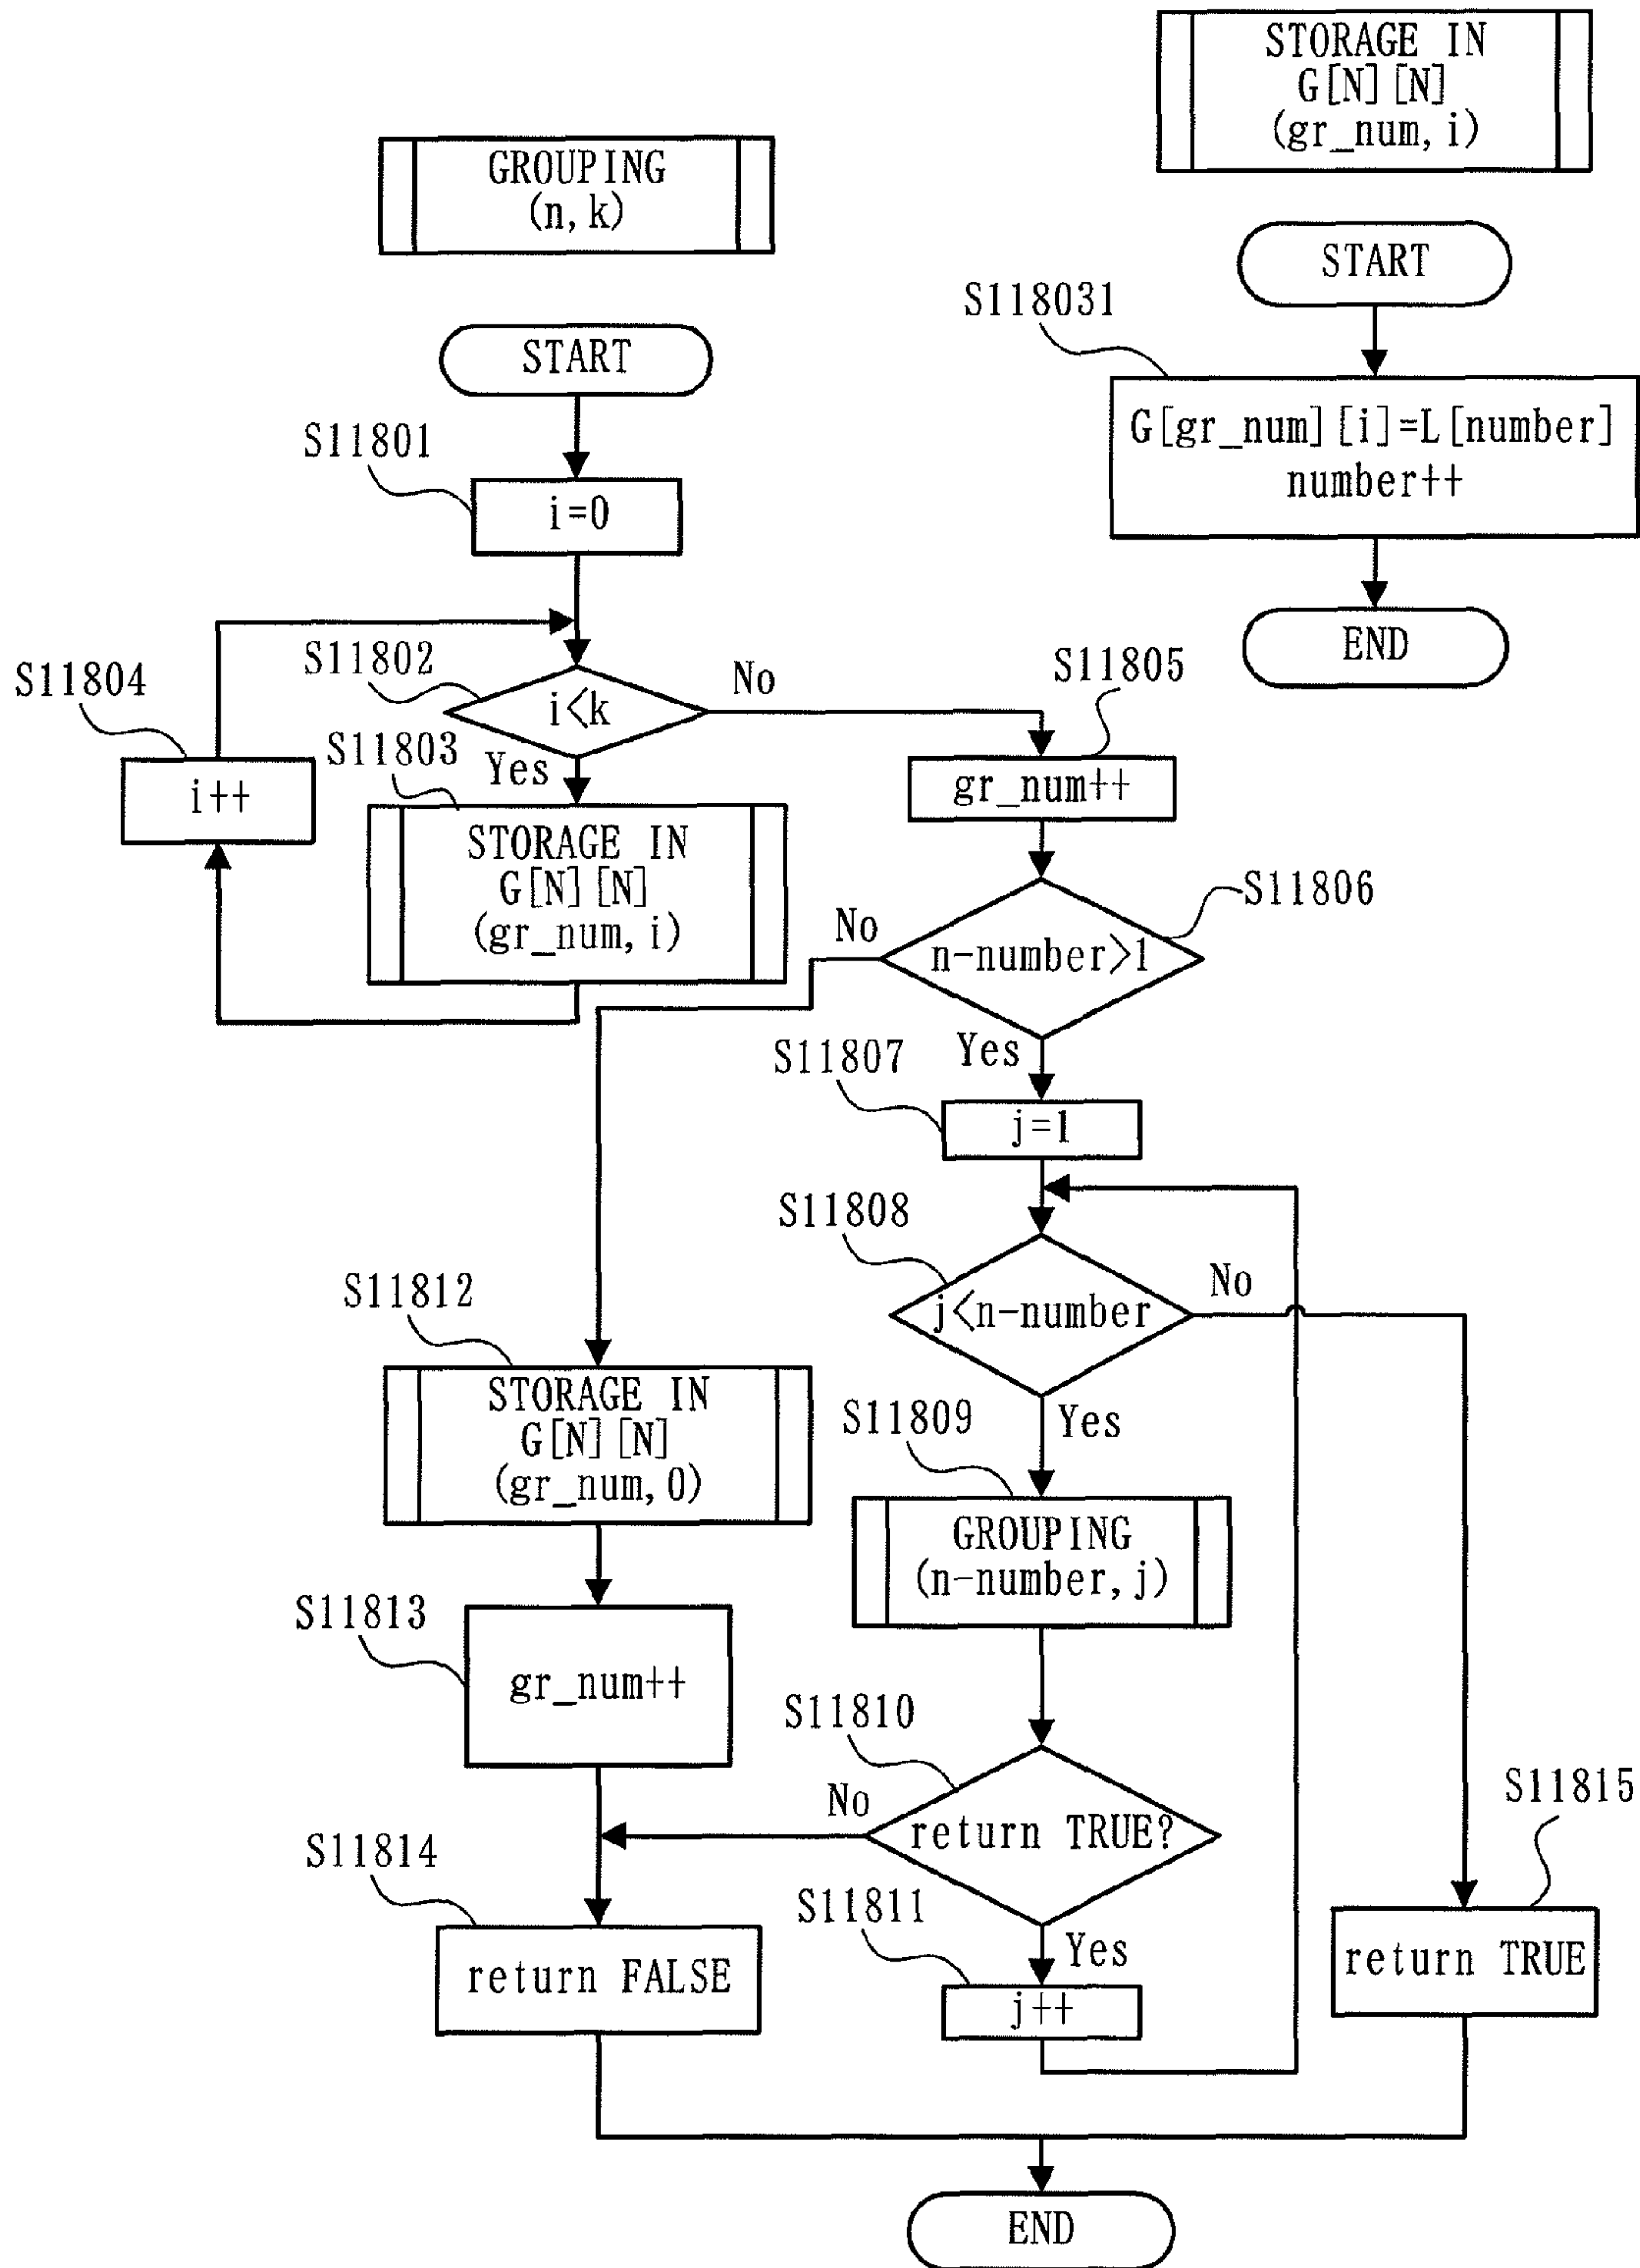 STORAGE IN
G[N][N]
(gr_num,i)
GROUPING
(n,k)
START
S118031
START
G[gr_num][i]=L[number]
number++
S11801
i=0
END
S11802
S11804
i<k
No
S11805
S11803
Yes
i++
gr_num++
STORAGE IN
G[N][N]
(gr_num,i)
S11806
No
n-number>1
Yes
S11807
j=1
S11808
S11812
j<n-number
No
STORAGE IN
G[N][N]
(gr_num,0)
S11809
Yes
GROUPING
(n-number,j)
S11813
gr_num++
S11810
No
return TRUE?
S11815
S11814
S11811
Yes
return FALSE
return TRUE
j++
END